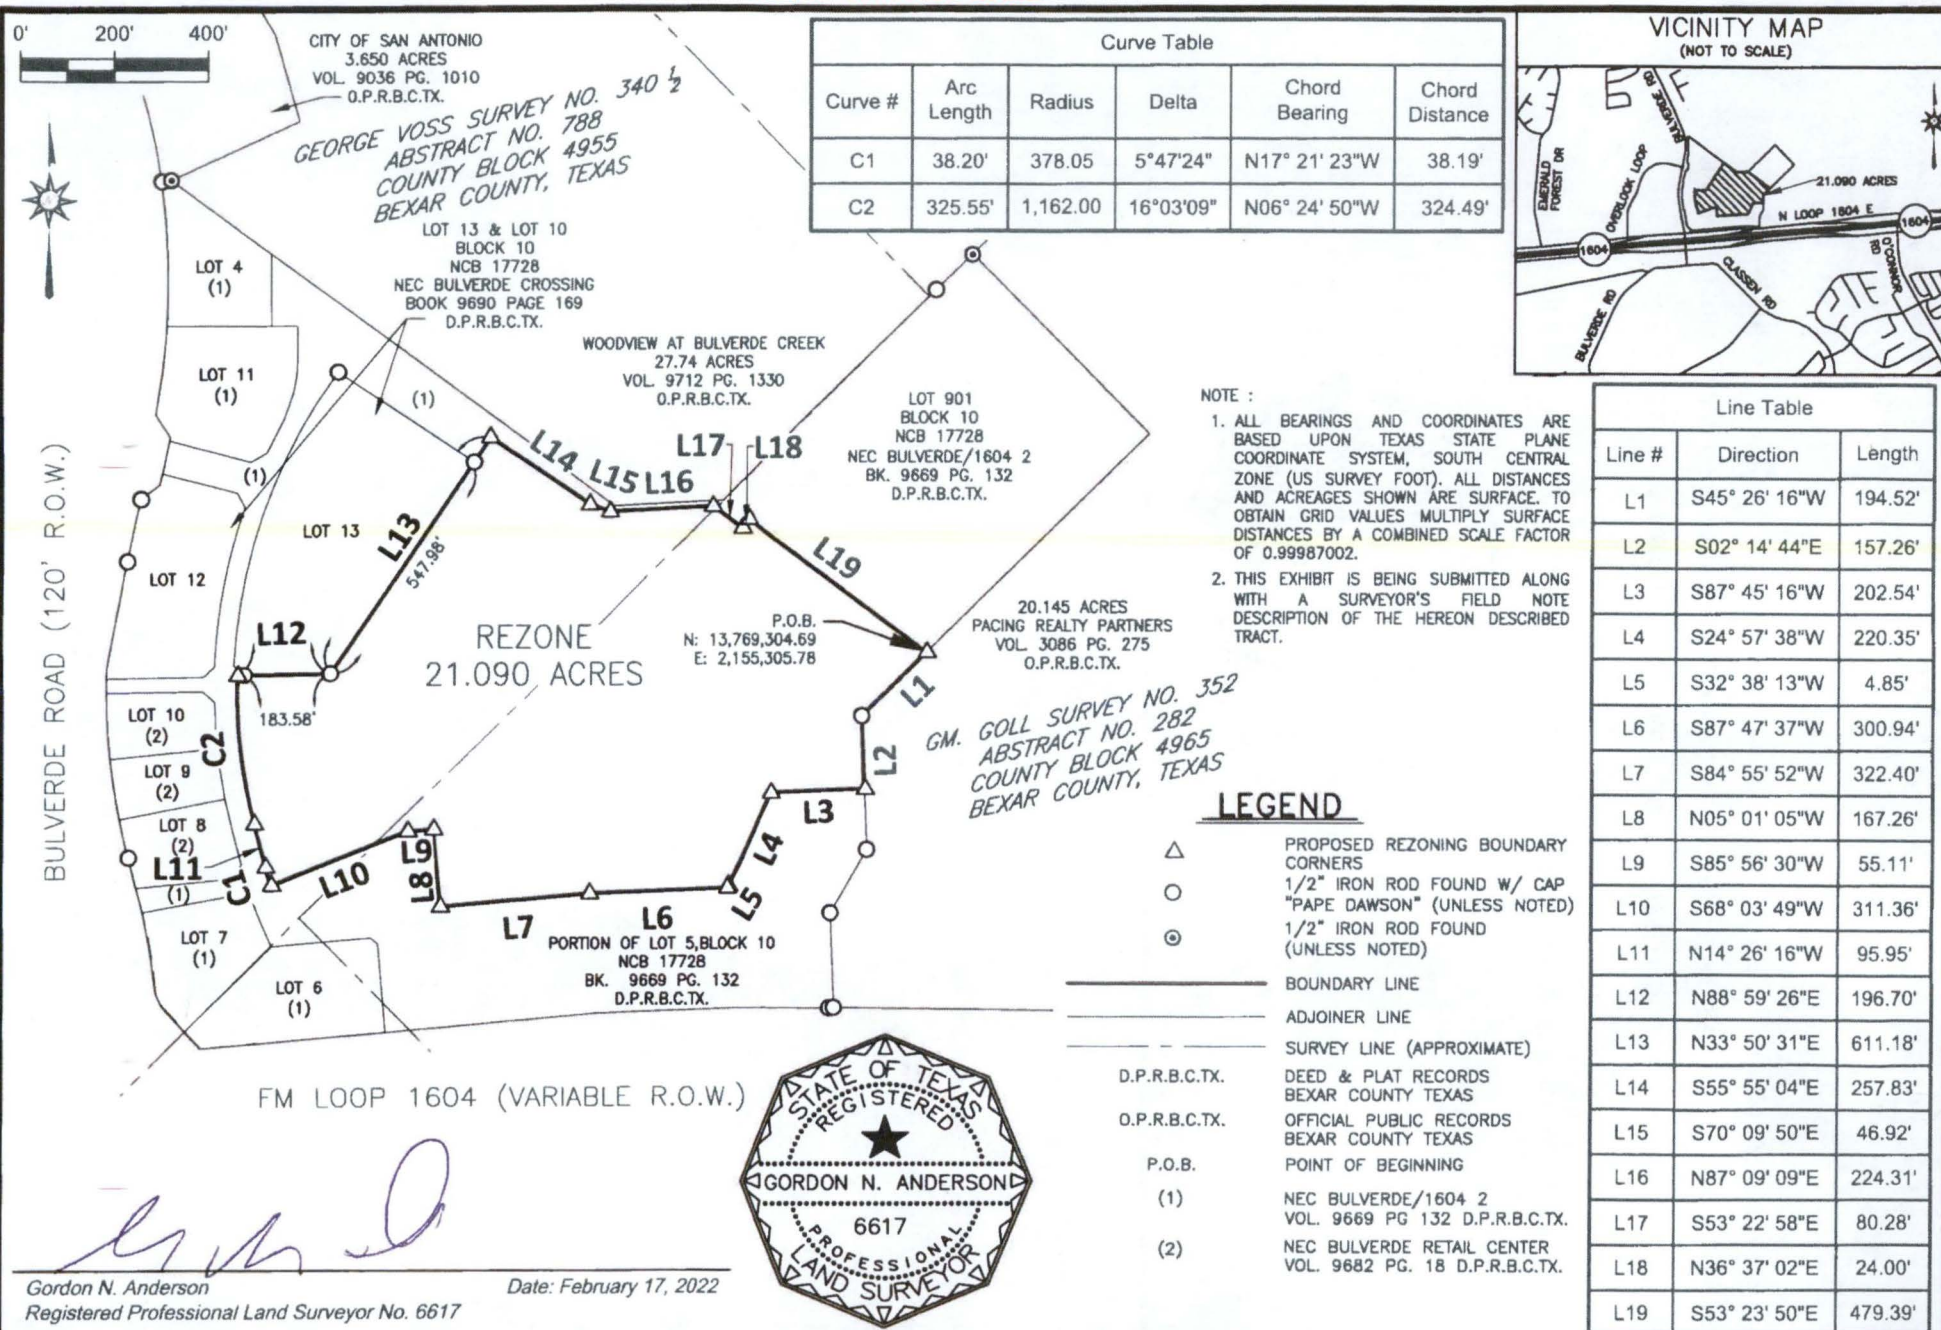 0' 200' 400'
CITY OF SAN ANTONIO
3.650 ACRES
VOL. 9036 PG. 1010
O.P.R.B.C.TX.
GEORGE VOSS SURVEY NO. 340 ½
ABSTRACT NO. 788
COUNTY BLOCK 4955
BEXAR COUNTY, TEXAS
LOT 13 & LOT 10
BLOCK 10
NCB 17728
NEC BULVERDE CROSSING
BOOK 9690 PAGE 169
D.P.R.B.C.TX.
Curve Table
Curve # Arc Length Radius Delta Chord Bearing Chord Distance
C1 38.20' 378.05 5°47'24" N17° 21' 23"W 38.19'
C2 325.55' 1,162.00 16°03'09" N06° 24' 50"W 324.49'
VICINITY MAP
(NOT TO SCALE)
BULVERDE RD
EMERALD
FOREST DR
OVERLOOK LOOP
21.090 ACRES
N LOOP 1604 E
1604
1604
O'CONNOR
RD
CLASSEN RD
BULVERDE RD
LOT 4
(1)
LOT 11
(1)
(1)
(1)
WOODVIEW AT BULVERDE CREEK
27.74 ACRES
VOL. 9712 PG. 1330
O.P.R.B.C.TX.
LOT 901
BLOCK 10
NCB 17728
NEC BULVERDE/1604 2
BK. 9669 PG. 132
D.P.R.B.C.TX.
L14 L15 L16 L17 L18
L19
LOT 13
L13
547.98'
LOT 12
BULVERDE ROAD (120' R.O.W.)
L12
183.58'
REZONE
21.090 ACRES
P.O.B.
N: 13,769,304.69
E: 2,155,305.78
20.145 ACRES
PACING REALTY PARTNERS
VOL. 3086 PG. 275
O.P.R.B.C.TX.
GM. GOLL SURVEY NO. 352
ABSTRACT NO. 282
COUNTY BLOCK 4965
BEXAR COUNTY, TEXAS
L1
L2
L3
L4
L5
L6
L7
L8
L9
L10
L11
C1
C2
LOT 10
(2)
LOT 9
(2)
LOT 8
(2)
(1)
LOT 7
(1)
LOT 6
(1)
PORTION OF LOT 5,BLOCK 10
NCB 17728
BK. 9669 PG. 132
D.P.R.B.C.TX.
FM LOOP 1604 (VARIABLE R.O.W.)
NOTE :
1. ALL BEARINGS AND COORDINATES ARE
BASED UPON TEXAS STATE PLANE
COORDINATE SYSTEM, SOUTH CENTRAL
ZONE (US SURVEY FOOT). ALL DISTANCES
AND ACREAGES SHOWN ARE SURFACE. TO
OBTAIN GRID VALUES MULTIPLY SURFACE
DISTANCES BY A COMBINED SCALE FACTOR
OF 0.99987002.
2. THIS EXHIBIT IS BEING SUBMITTED ALONG
WITH A SURVEYOR'S FIELD NOTE
DESCRIPTION OF THE HEREON DESCRIBED
TRACT.
LEGEND
PROPOSED REZONING BOUNDARY
CORNERS
1/2" IRON ROD FOUND W/ CAP
"PAPE DAWSON" (UNLESS NOTED)
1/2" IRON ROD FOUND
(UNLESS NOTED)
BOUNDARY LINE
ADJOINER LINE
SURVEY LINE (APPROXIMATE)
D.P.R.B.C.TX. DEED & PLAT RECORDS
BEXAR COUNTY TEXAS
O.P.R.B.C.TX. OFFICIAL PUBLIC RECORDS
BEXAR COUNTY TEXAS
P.O.B. POINT OF BEGINNING
(1) NEC BULVERDE/1604 2
VOL. 9669 PG 132 D.P.R.B.C.TX.
(2) NEC BULVERDE RETAIL CENTER
VOL. 9682 PG. 18 D.P.R.B.C.TX.
Line Table
Line # Direction Length
L1 S45° 26' 16"W 194.52'
L2 S02° 14' 44"E 157.26'
L3 S87° 45' 16"W 202.54'
L4 S24° 57' 38"W 220.35'
L5 S32° 38' 13"W 4.85'
L6 S87° 47' 37"W 300.94'
L7 S84° 55' 52"W 322.40'
L8 N05° 01' 05"W 167.26'
L9 S85° 56' 30"W 55.11'
L10 S68° 03' 49"W 311.36'
L11 N14° 26' 16"W 95.95'
L12 N88° 59' 26"E 196.70'
L13 N33° 50' 31"E 611.18'
L14 S55° 55' 04"E 257.83'
L15 S70° 09' 50"E 46.92'
L16 N87° 09' 09"E 224.31'
L17 S53° 22' 58"E 80.28'
L18 N36° 37' 02"E 24.00'
L19 S53° 23' 50"E 479.39'
STATE OF TEXAS
REGISTERED
GORDON N. ANDERSON
6617
PROFESSIONAL
LAND SURVEYOR
Gordon N. Anderson Date: February 17, 2022
Registered Professional Land Surveyor No. 6617